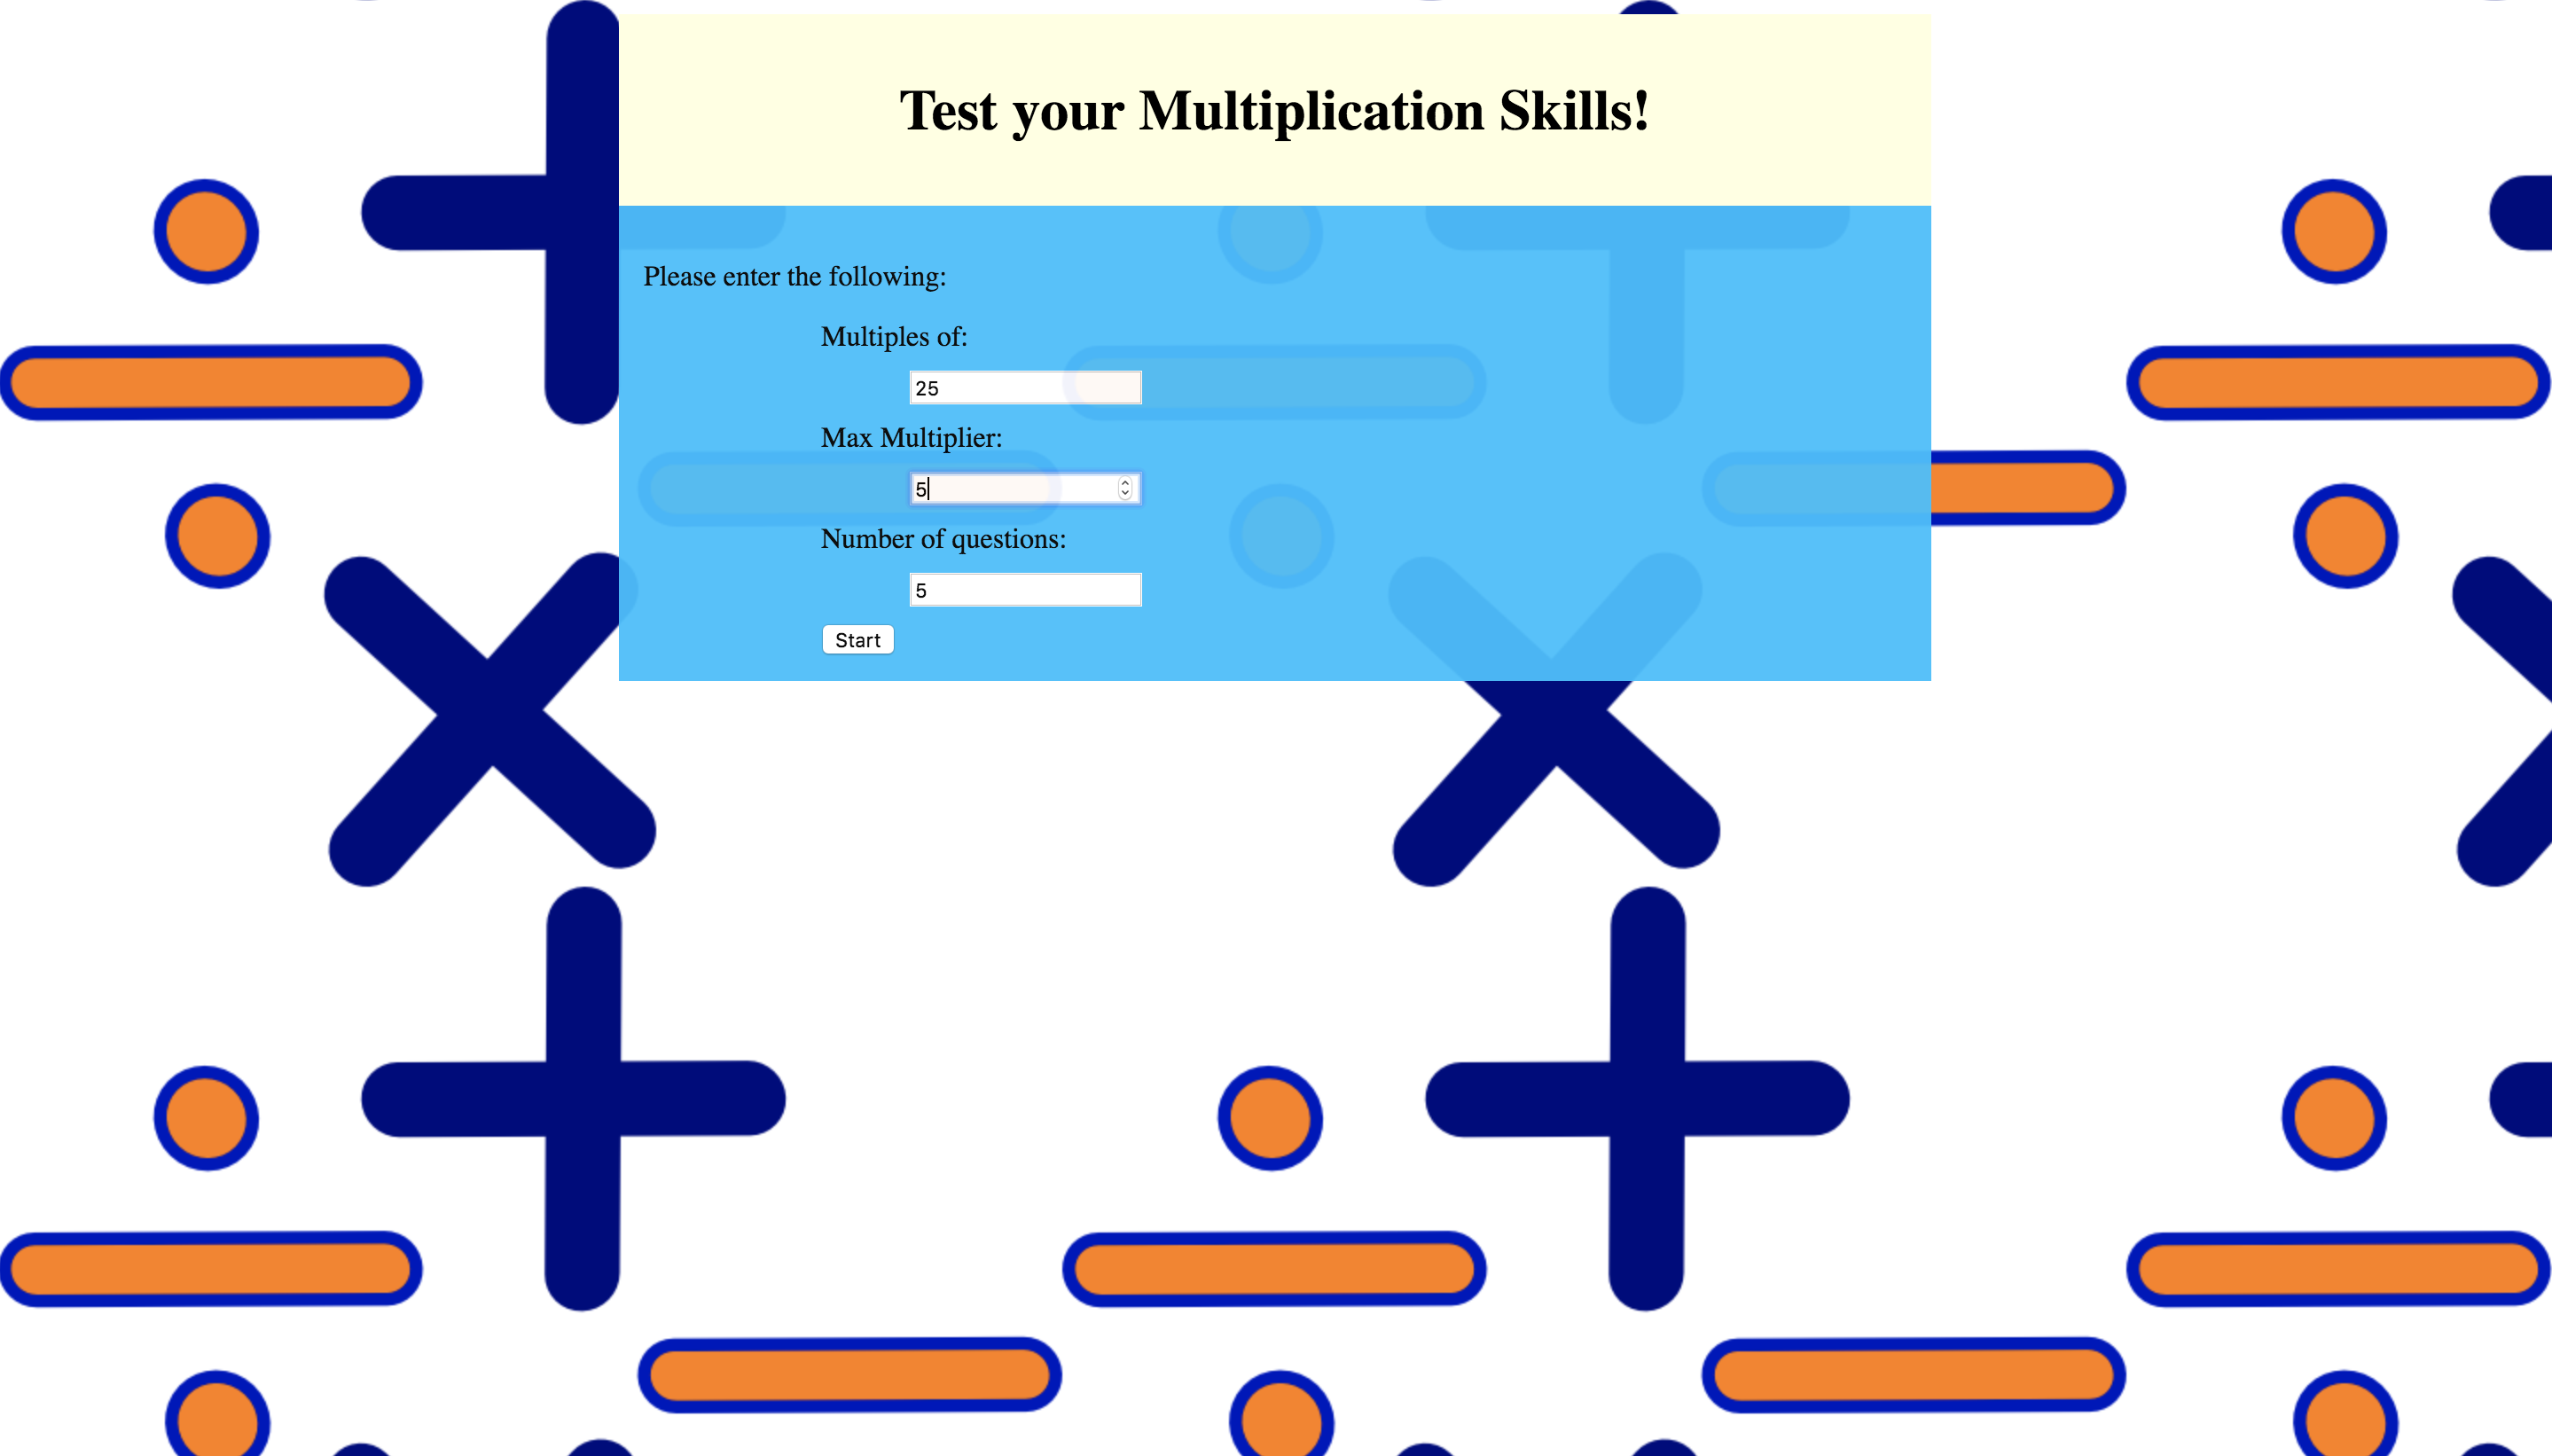 Test your Multiplication Skills!
Please enter the following:
Multiples of:
25
Max Multiplier:
5
Number of questions:
5
Start